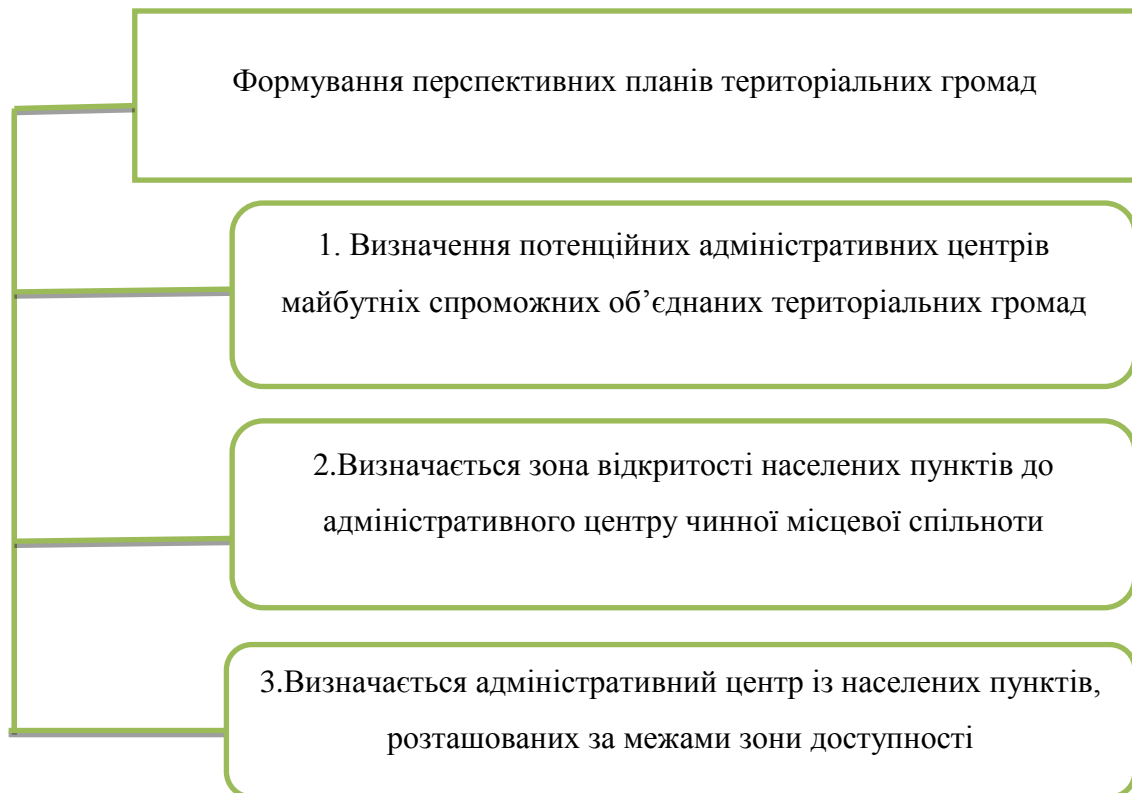 Формування перспективних планів територіальних громад
1. Визначення потенційних адміністративних центрів
майбутніх спроможних об’єднаних територіальних громад
2.Визначається зона відкритості населених пунктів до
адміністративного центру чинної місцевої спільноти
3.Визначається адміністративний центр із населених пунктів,
розташованих за межами зони доступності